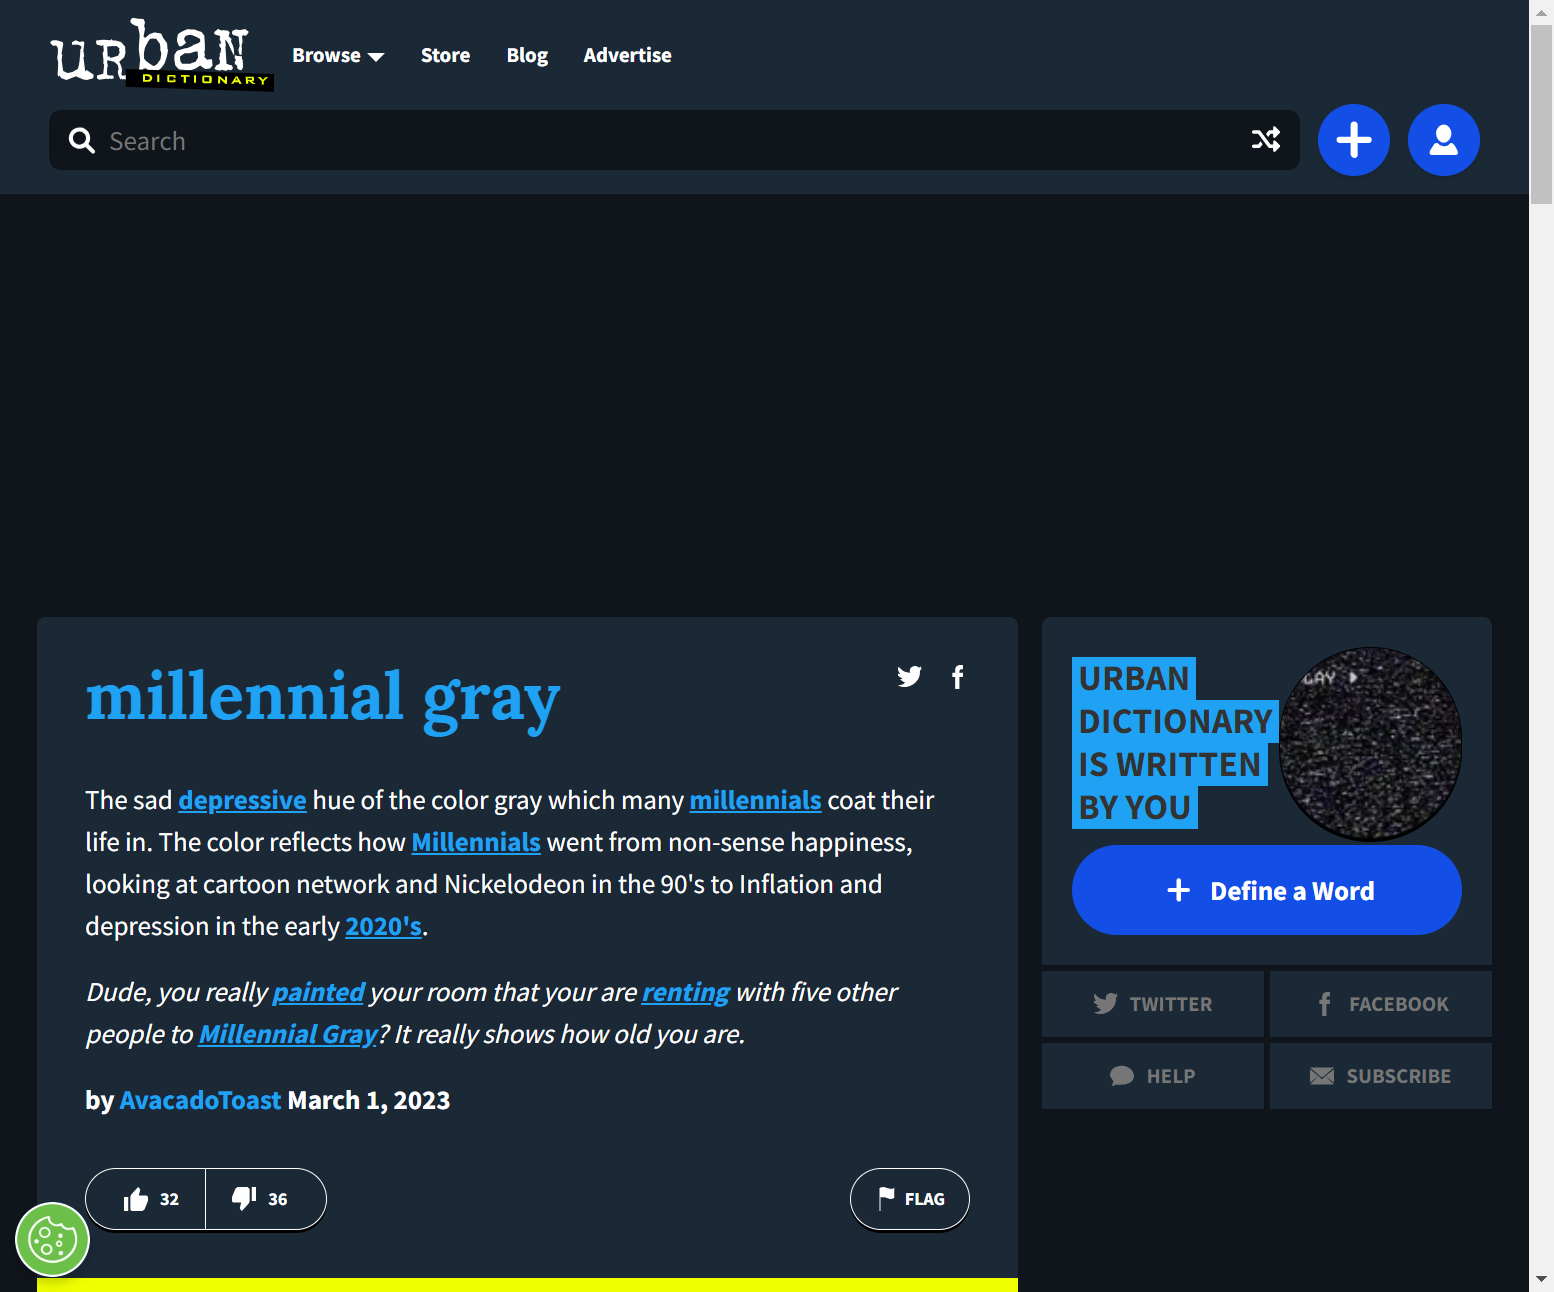 urban
DICTIONARY
Browse
Store
Blog
Advertise
Search
millennial gray
The sad depressive hue of the color gray which many millennials coat their
life in. The color reflects how Millennials went from non-sense happiness,
looking at cartoon network and Nickelodeon in the 90's to Inflation and
depression in the early 2020's.
Dude, you really painted your room that your are renting with five other
people to Millennial Gray? It really shows how old you are.
by AvacadoToast March 1, 2023
32
36
FLAG
URBAN
DICTIONARY
IS WRITTEN
BY YOU
Define a Word
TWITTER
FACEBOOK
HELP
SUBSCRIBE